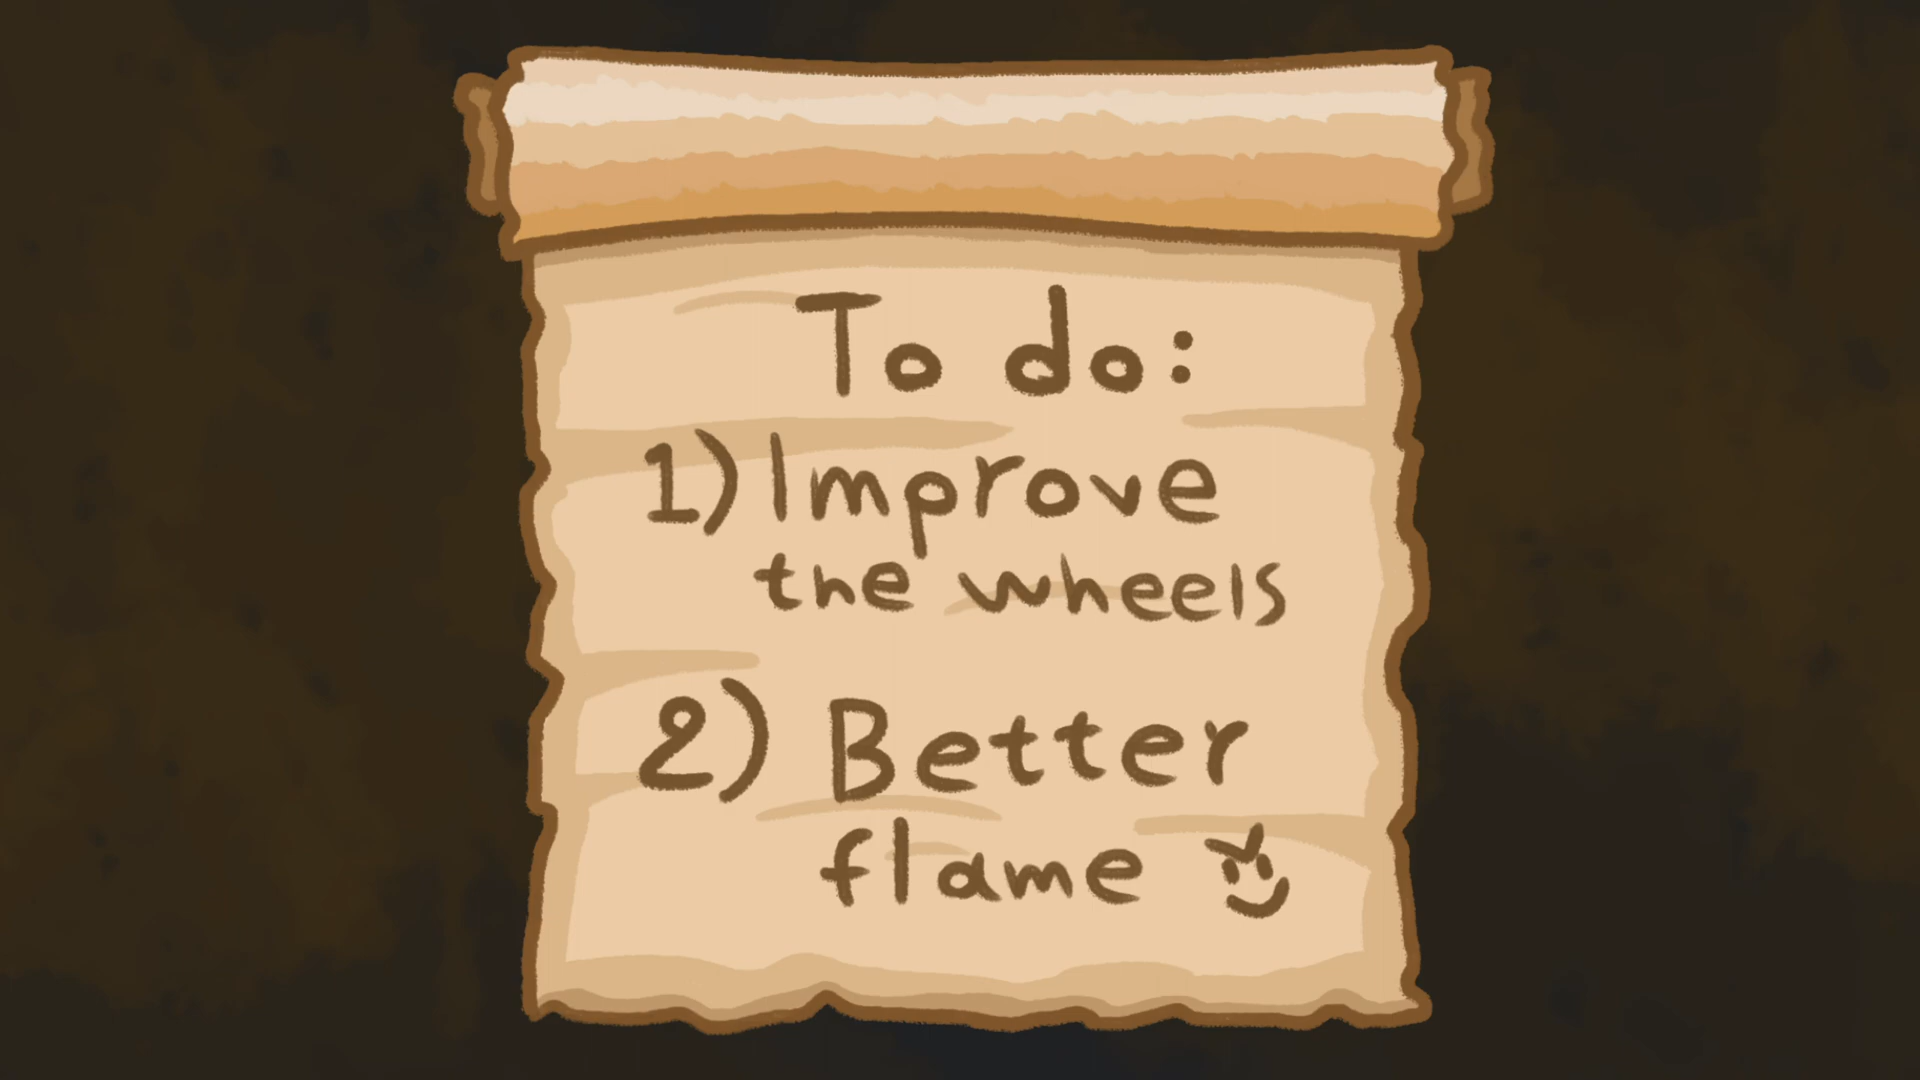 To do:
1) Improve
the wheels
2) Better
flame